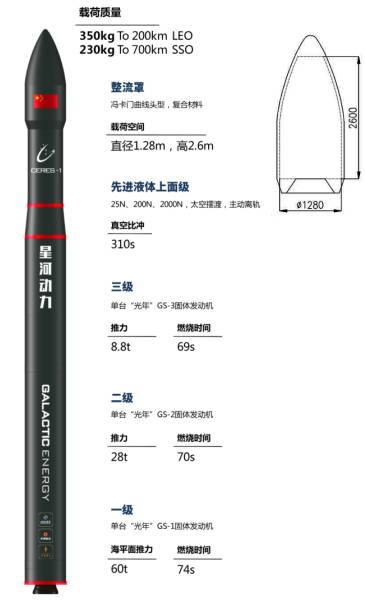 载荷质量
350kg To 200km LEO
230kg To 700km SSO
整流罩
冯卡门曲线头型，复合材料
载荷空间
直径1.28m，高2.6m
2600
ø1280
先进液体上面级
25N、200N、2000N，太空摆渡，主动离轨
真空比冲
310s
三级
单台“光年”GS-3固体发动机
推力 燃烧时间
8.8t 69s
二级
单台“光年”GS-2固体发动机
推力 燃烧时间
28t 70s
一级
单台“光年”GS-1固体发动机
海平面推力 燃烧时间
60t 74s
CERES-1
星河动力
GALACTIC ENERGY